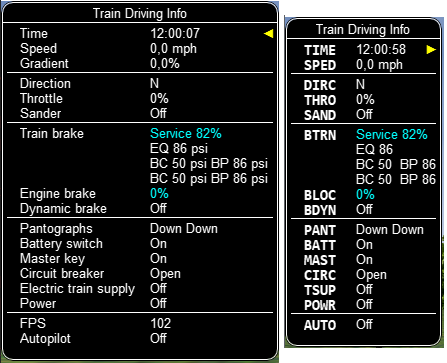 Train Driving Info
Time 12:00:07
Speed 0,0 mph
Gradient 0,0%
Direction N
Throttle 0%
Sander Off
Train brake Service 82%
EQ 86 psi
BC 50 psi BP 86 psi
BC 50 psi BP 86 psi
Engine brake 0%
Dynamic brake Off
Pantographs Down Down
Battery switch On
Master key On
Circuit breaker Open
Electric train supply Off
Power Off
FPS 102
Autopilot Off
Train Driving Info
TIME 12:00:58
SPED 0,0 mph
DIRC N
THRO 0%
SAND Off
BTRN Service 82%
EQ 86
BC 50 BP 86
BC 50 BP 86
BLOC 0%
BDYN Off
PANT Down Down
BATT On
MAST On
CIRC Open
TSUP Off
POWR Off
AUTO Off